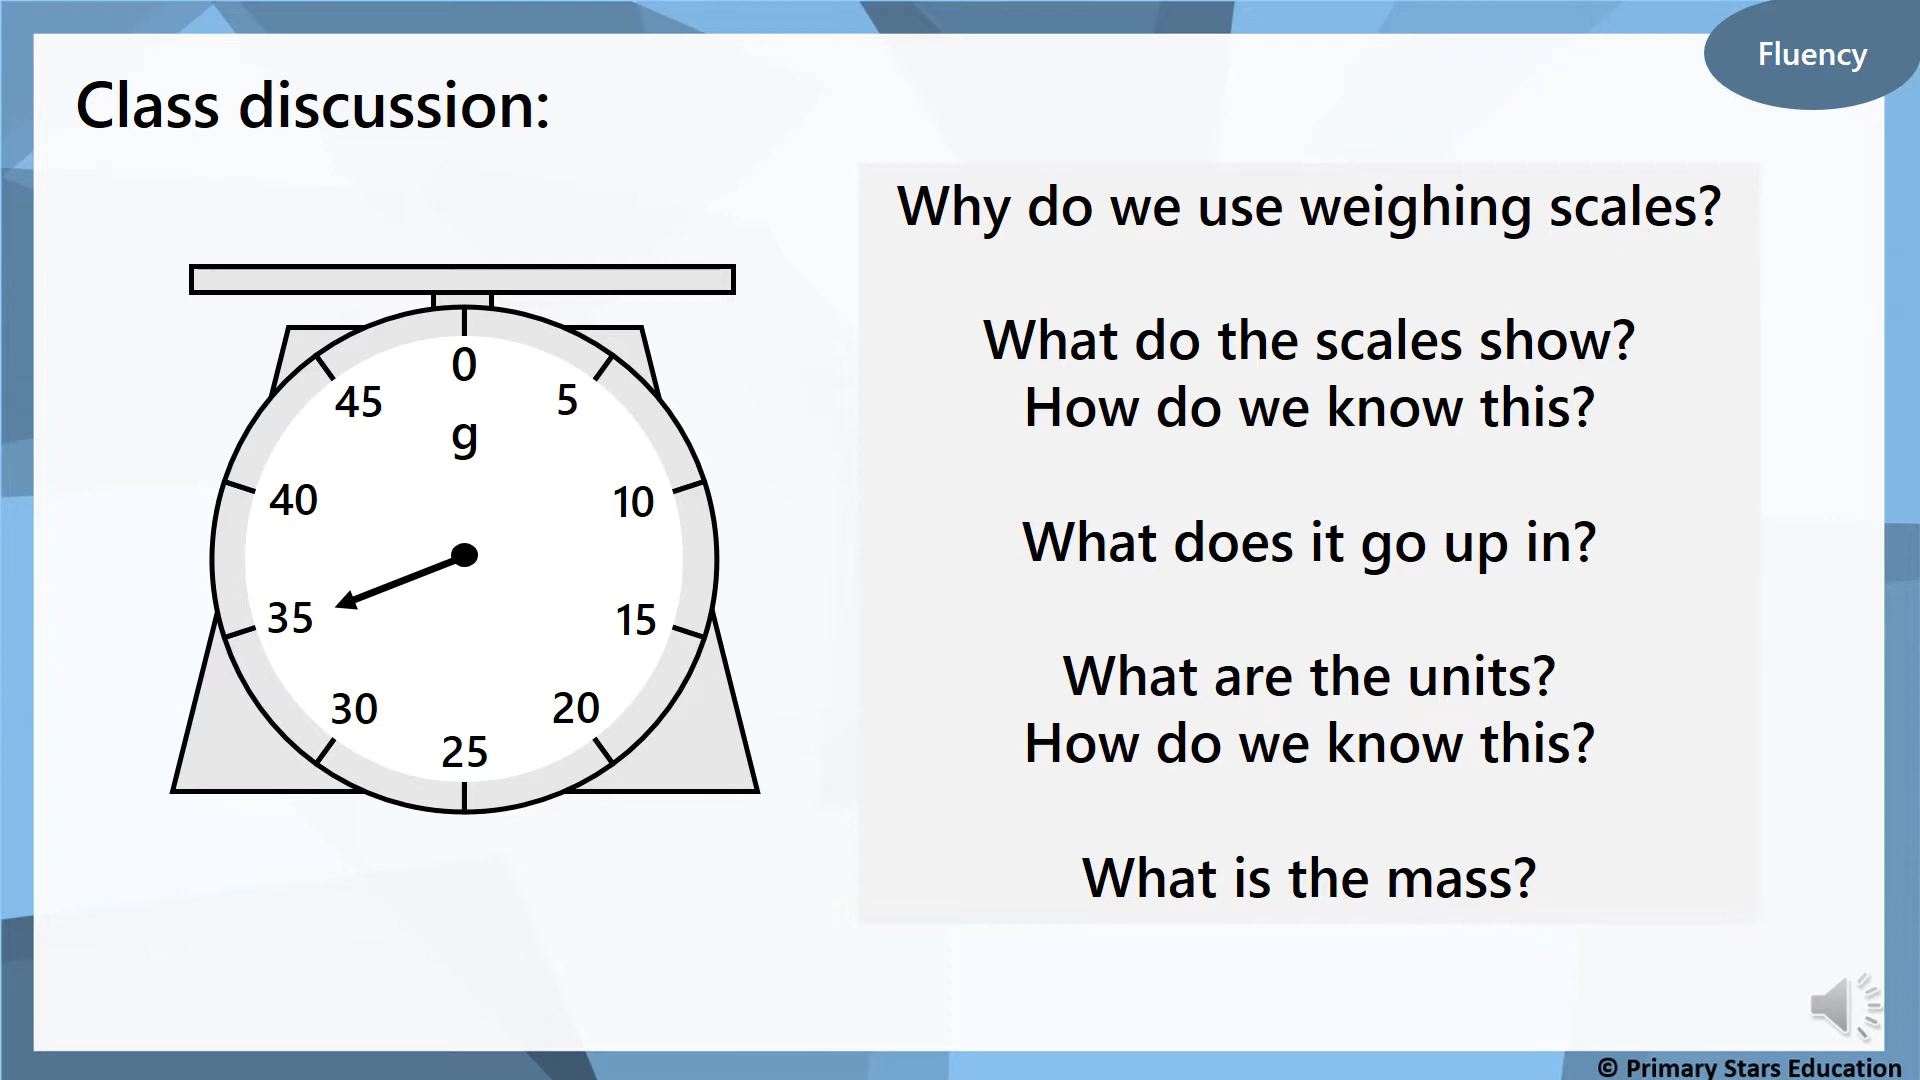 Fluency
Class discussion:
Why do we use weighing scales?
What do the scales show?
How do we know this?
What does it go up in?
What are the units?
How do we know this?
What is the mass?
0
5
10
15
20
25
30
35
40
45
g
© Primary Stars Education